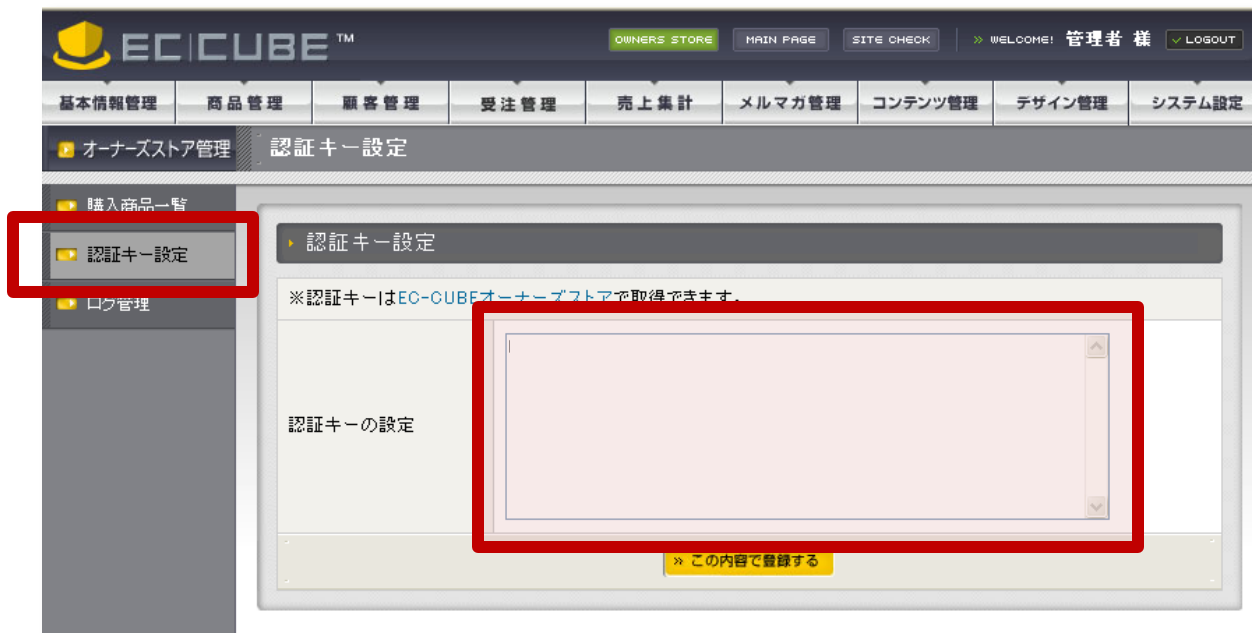 EC CUBE™
OWNERS STORE MAIN PAGE SITE CHECK » WELCOME! 管理者 様 LOGOUT
基本情報管理 商品管理 顧客管理 受注管理 売上集計 メルマガ管理 コンテンツ管理 デザイン管理 システム設定
オーナーズストア管理 認証キー設定
購入商品一覧
認証キー設定
ログ管理
認証キー設定
※認証キーはEC-CUBEオーナーズストアで取得できます。
認証キーの設定
» この内容で登録する